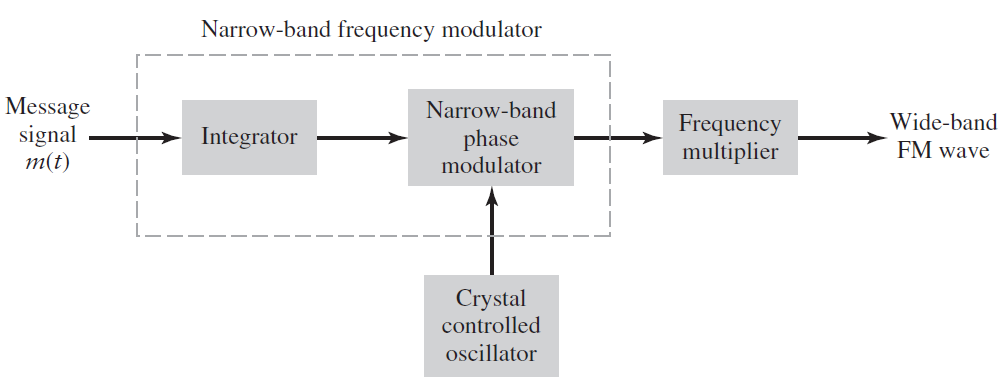 Narrow-band frequency modulator
Message
signal
m(t)
Integrator
Narrow-band
phase
modulator
Frequency
multiplier
Wide-band
FM wave
Crystal
controlled
oscillator